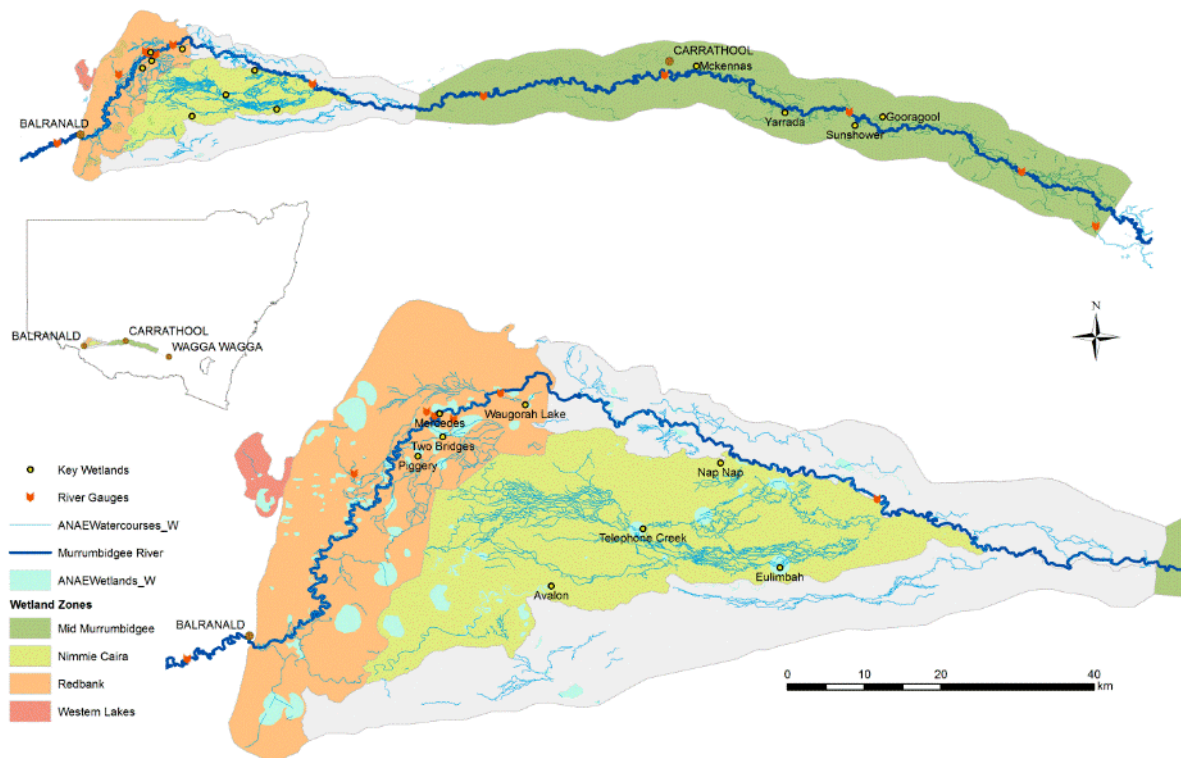 CARRATHOOL
Mckennas
BALRANALD
Yarrada
Gooragool
Sunshower
N
BALRANALD
CARRATHOOL
WAGGA WAGGA
Mercedes
Waugorah Lake
Two Bridges
Piggery
Nap Nap
Telephone Creek
Eulimbah
Avalon
BALRANALD
Key Wetlands
River Gauges
ANAEWatercourses_W
Murrumbidgee River
ANAEWetlands_W
Wetland Zones
Mid Murrumbidgee
Nimmie Caira
Redbank
Western Lakes
0 10 20 40
km